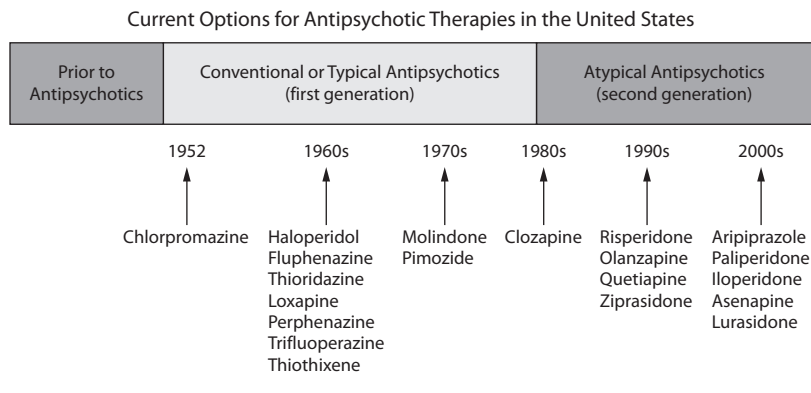 Current Options for Antipsychotic Therapies in the United States
Prior to
Antipsychotics
Conventional or Typical Antipsychotics
(first generation)
Atypical Antipsychotics
(second generation)
1952
1960s
1970s
1980s
1990s
2000s
Chlorpromazine
Haloperidol
Fluphenazine
Thioridazine
Loxapine
Perphenazine
Trifluoperazine
Thiothixene
Molindone
Pimozide
Clozapine
Risperidone
Olanzapine
Quetiapine
Ziprasidone
Aripiprazole
Paliperidone
Iloperidone
Asenapine
Lurasidone